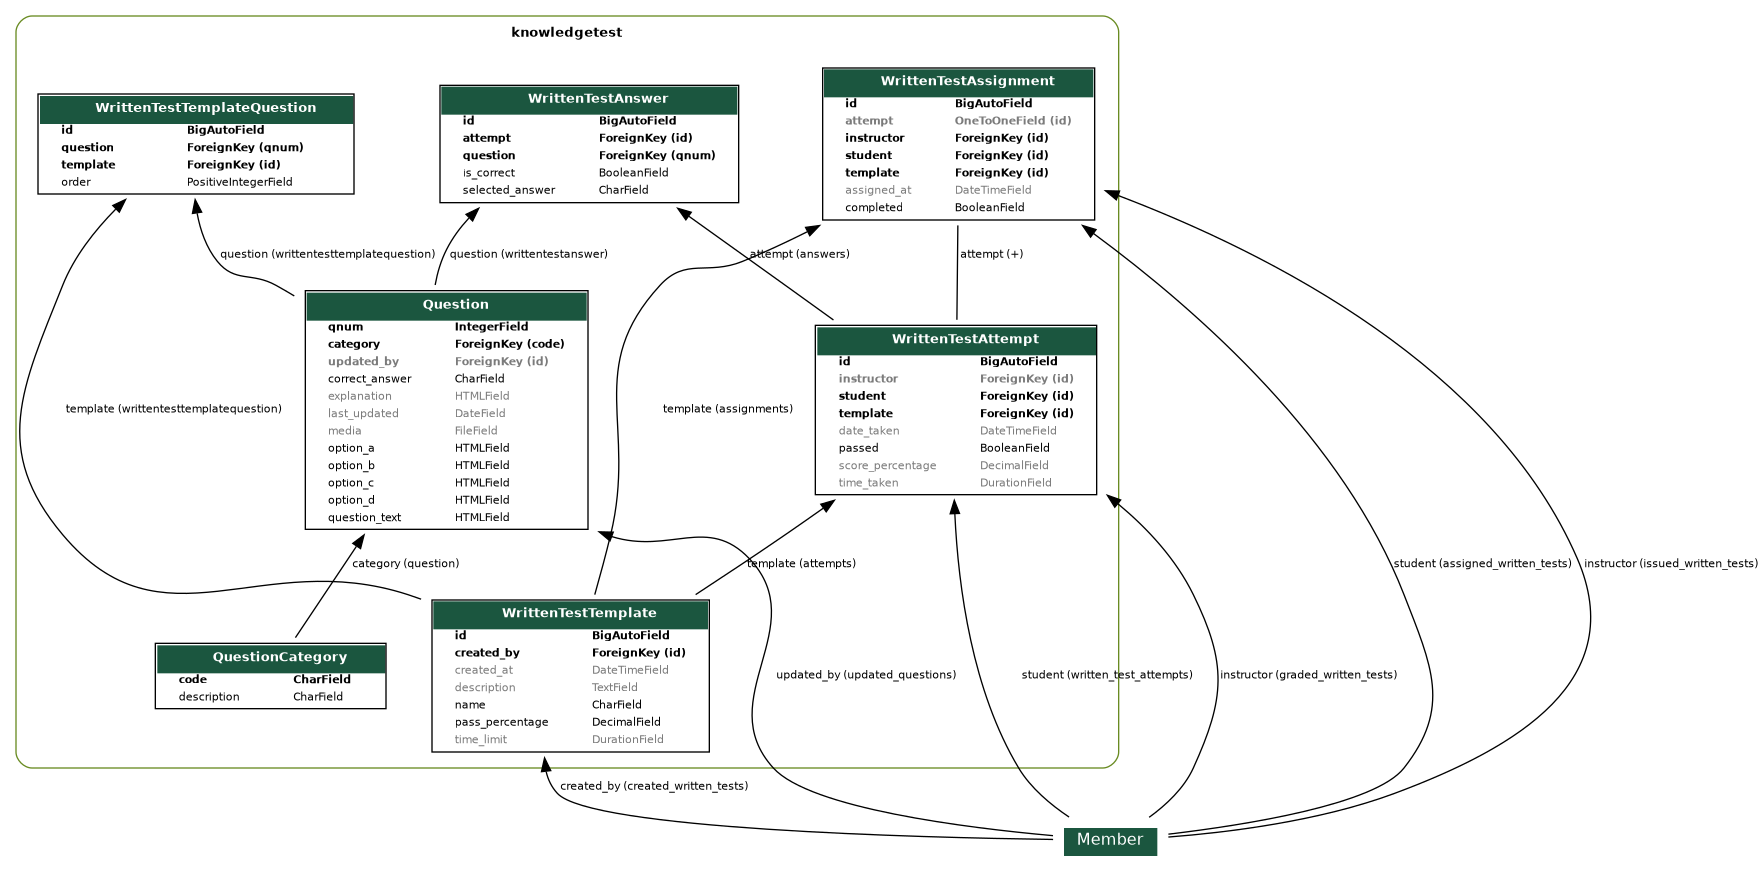 knowledgetest
WrittenTestTemplateQuestion
id BigAutoField
question ForeignKey (qnum)
template ForeignKey (id)
order PositiveIntegerField
WrittenTestAnswer
id BigAutoField
attempt ForeignKey (id)
question ForeignKey (qnum)
is_correct BooleanField
selected_answer CharField
WrittenTestAssignment
id BigAutoField
attempt OneToOneField (id)
instructor ForeignKey (id)
student ForeignKey (id)
template ForeignKey (id)
assigned_at DateTimeField
completed BooleanField
question (writtentesttemplatequestion)
question (writtentestanswer)
attempt (answers)
attempt (+)
Question
qnum IntegerField
category ForeignKey (code)
updated_by ForeignKey (id)
correct_answer CharField
explanation HTMLField
last_updated DateField
media FileField
option_a HTMLField
option_b HTMLField
option_c HTMLField
option_d HTMLField
question_text HTMLField
WrittenTestAttempt
id BigAutoField
instructor ForeignKey (id)
student ForeignKey (id)
template ForeignKey (id)
date_taken DateTimeField
passed BooleanField
score_percentage DecimalField
time_taken DurationField
template (writtentesttemplatequestion)
template (assignments)
category (question)
template (attempts)
student (assigned_written_tests)
instructor (issued_written_tests)
QuestionCategory
code CharField
description CharField
WrittenTestTemplate
id BigAutoField
created_by ForeignKey (id)
created_at DateTimeField
description TextField
name CharField
pass_percentage DecimalField
time_limit DurationField
updated_by (updated_questions)
student (written_test_attempts)
instructor (graded_written_tests)
created_by (created_written_tests)
Member